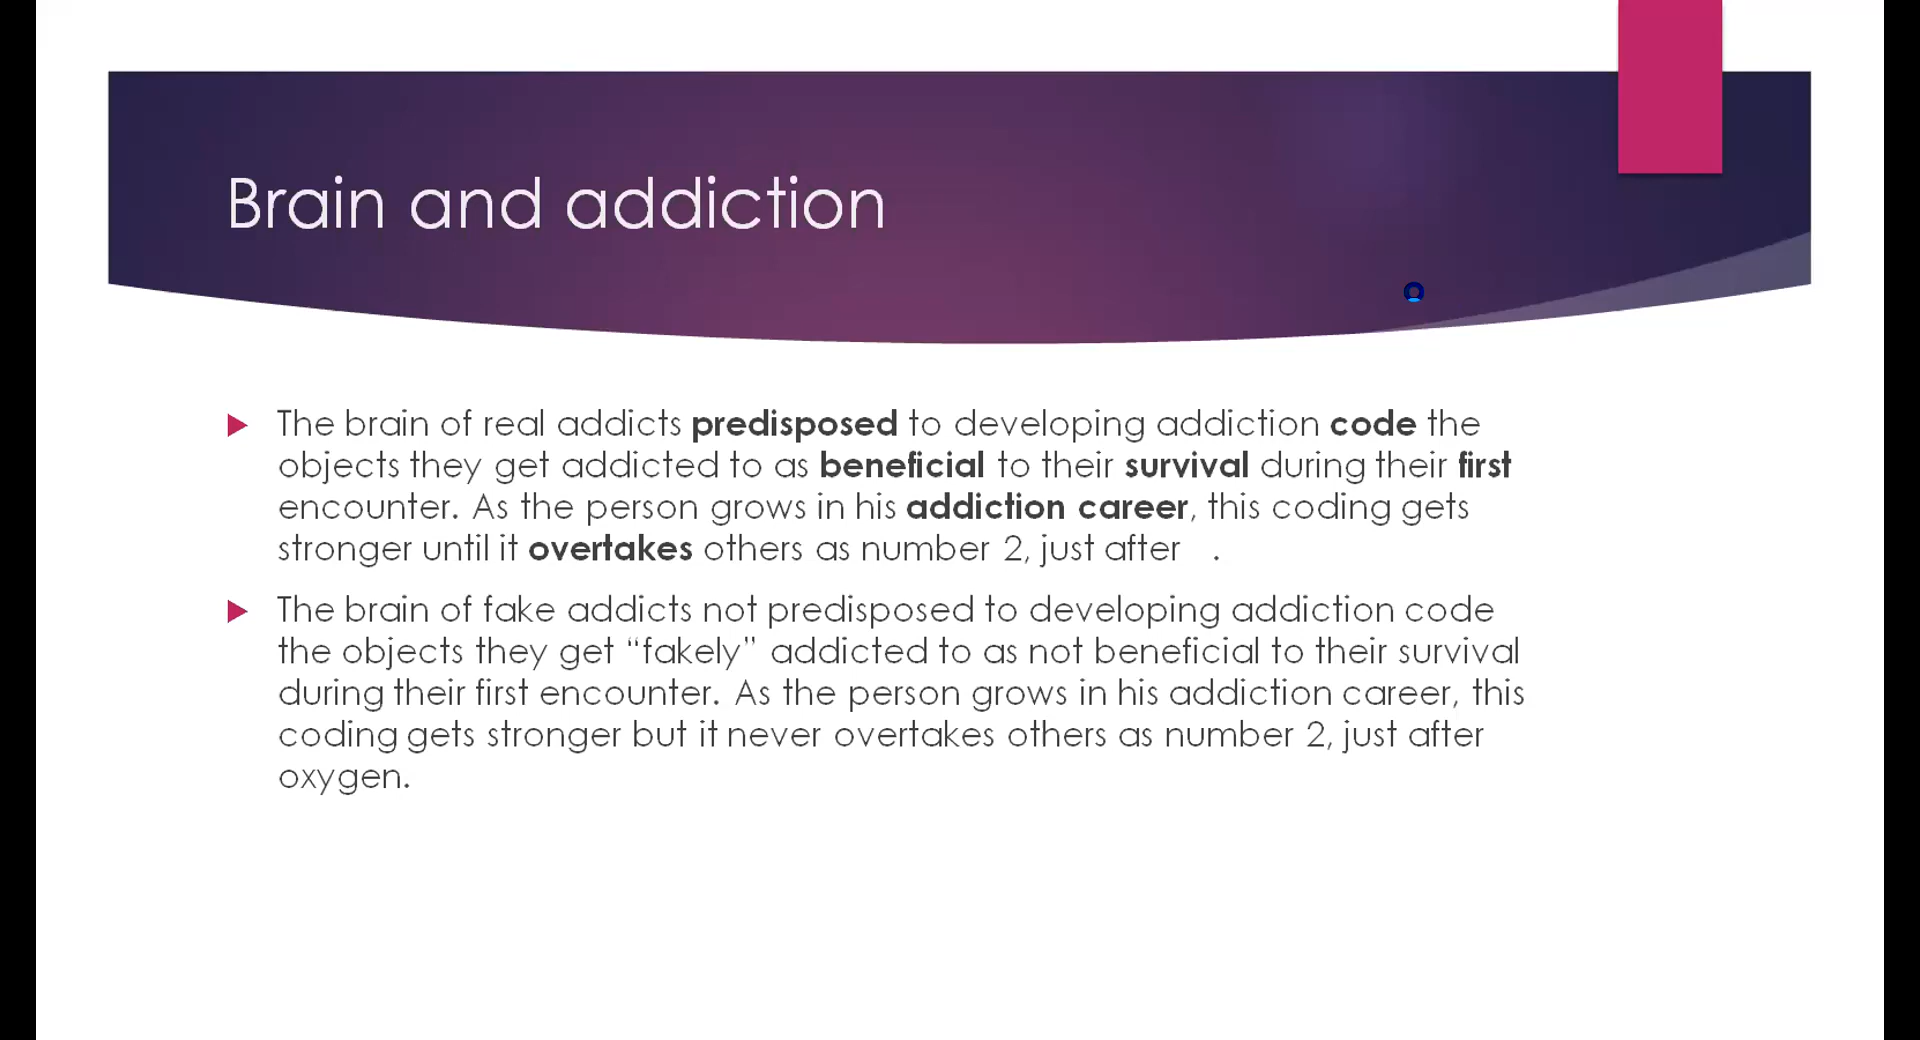 Brain and addiction
The brain of real addicts predisposed to developing addiction code the
objects they get addicted to as beneficial to their survival during their first
encounter. As the person grows in his addiction career, this coding gets
stronger until it overtakes others as number 2, just after .
The brain of fake addicts not predisposed to developing addiction code
the objects they get “fakely” addicted to as not beneficial to their survival
during their first encounter. As the person grows in his addiction career, this
coding gets stronger but it never overtakes others as number 2, just after
oxygen.